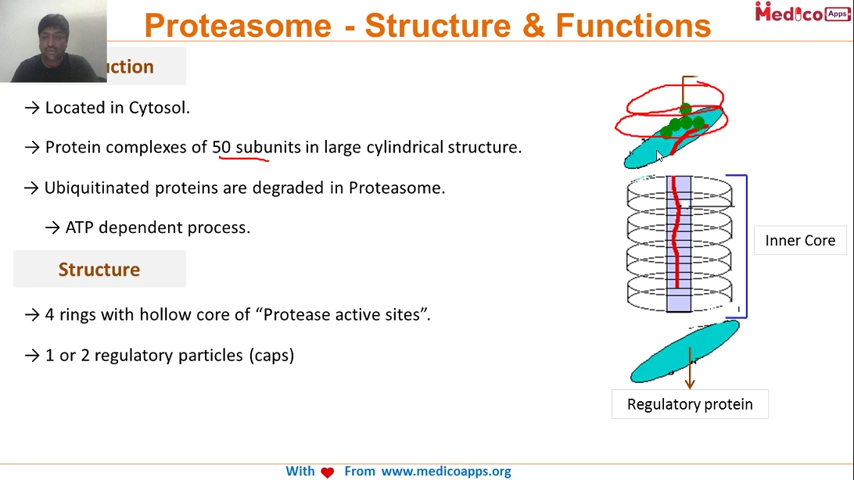 Proteasome - Structure & Functions
Medico Apps
uction
→ Located in Cytosol.
→ Protein complexes of 50 subunits in large cylindrical structure.
→ Ubiquitinated proteins are degraded in Proteasome.
→ ATP dependent process.
Structure
→ 4 rings with hollow core of “Protease active sites”.
→ 1 or 2 regulatory particles (caps)
Inner Core
Regulatory protein
With From www.medicoapps.org